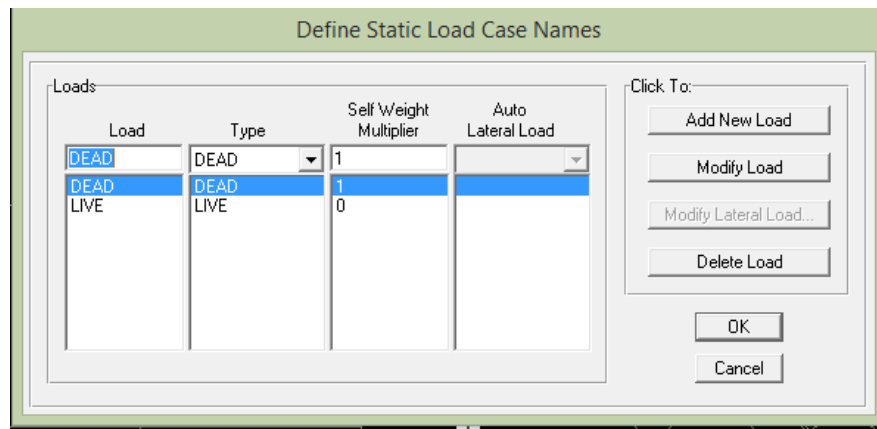 Define Static Load Case Names
Loads
Load Type Self Weight Multiplier Auto Lateral Load
DEAD DEAD 1
DEAD DEAD 1
LIVE LIVE 0
Click To:
Add New Load
Modify Load
Modify Lateral Load...
Delete Load
OK
Cancel